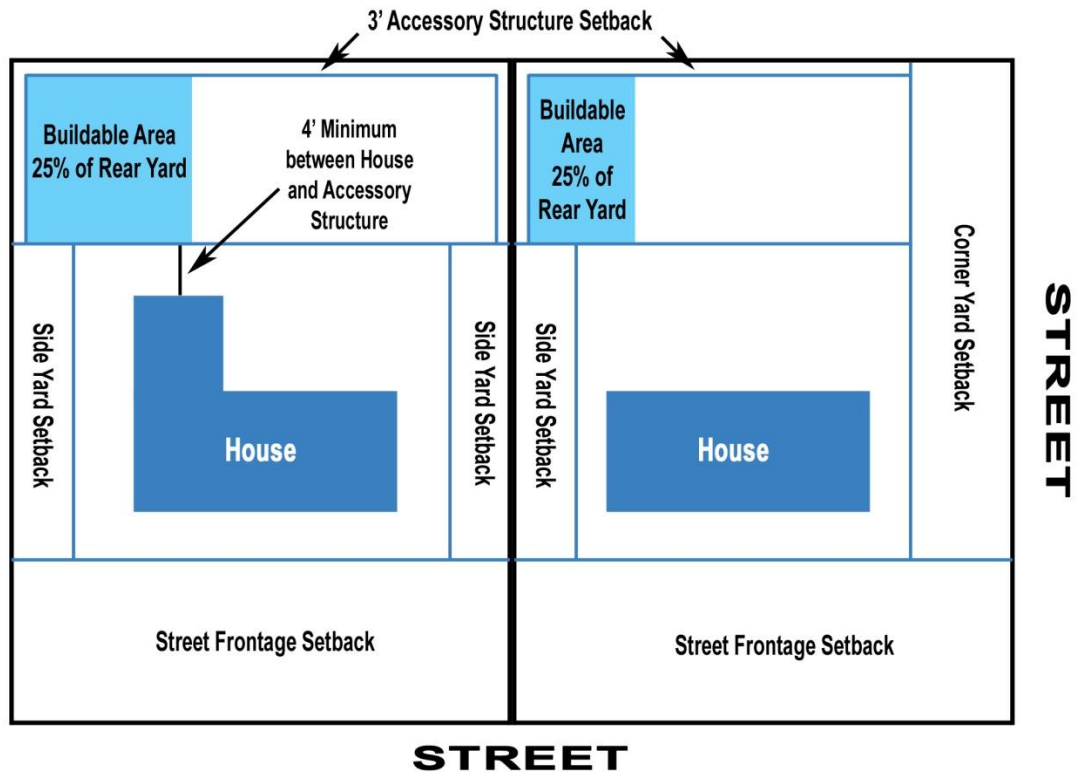 3’ Accessory Structure Setback
Buildable Area
25% of Rear Yard
4’ Minimum
between House
and Accessory
Structure
Buildable
Area
25% of
Rear Yard
Side Yard Setback
House
Side Yard Setback
Side Yard Setback
House
Corner Yard Setback
STREET
Street Frontage Setback
Street Frontage Setback
STREET